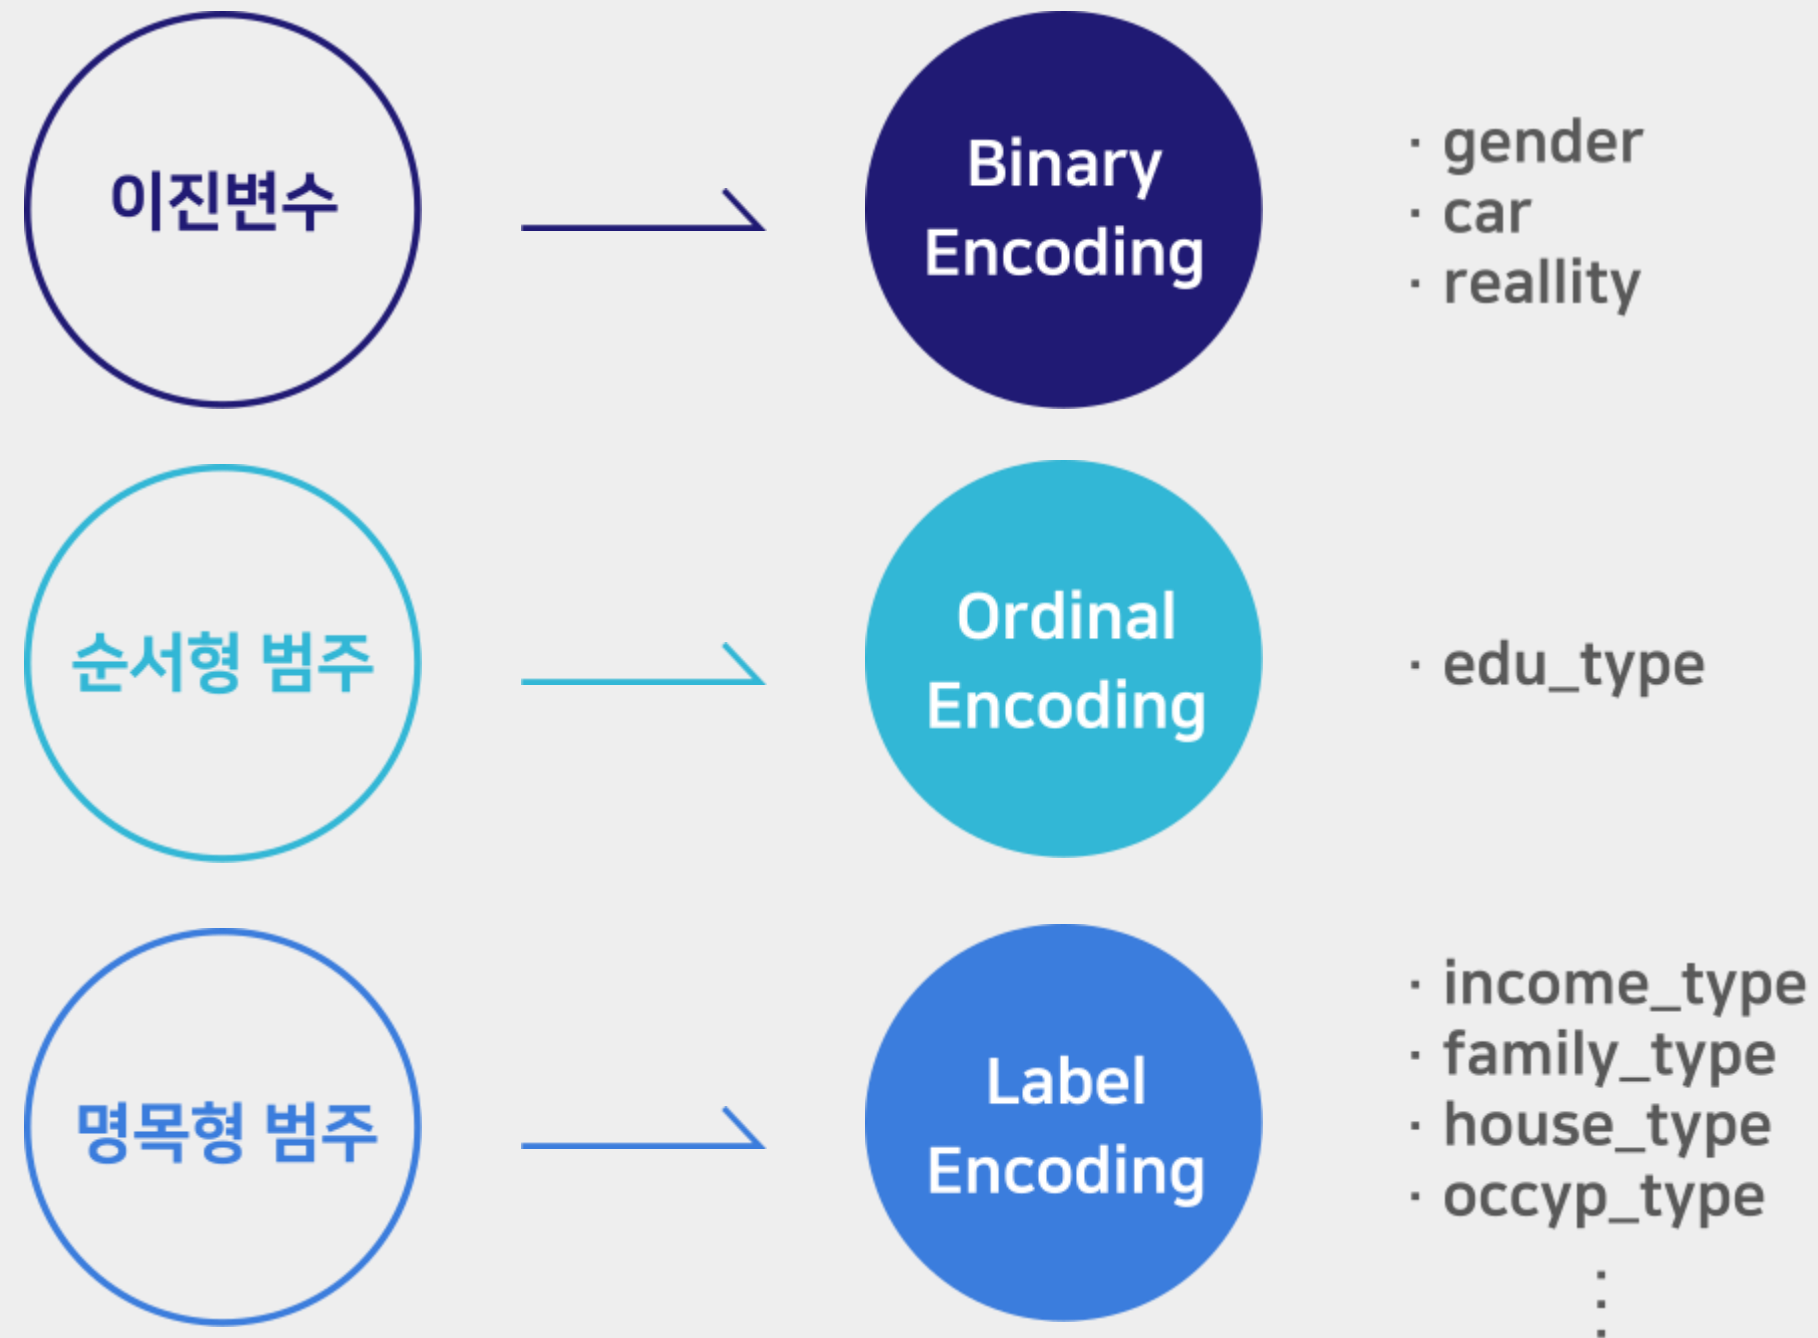 이진변수
Binary
Encoding
· gender
· car
· reallity
순서형 범주
Ordinal
Encoding
· edu_type
명목형 범주
Label
Encoding
· income_type
· family_type
· house_type
· occyp_type